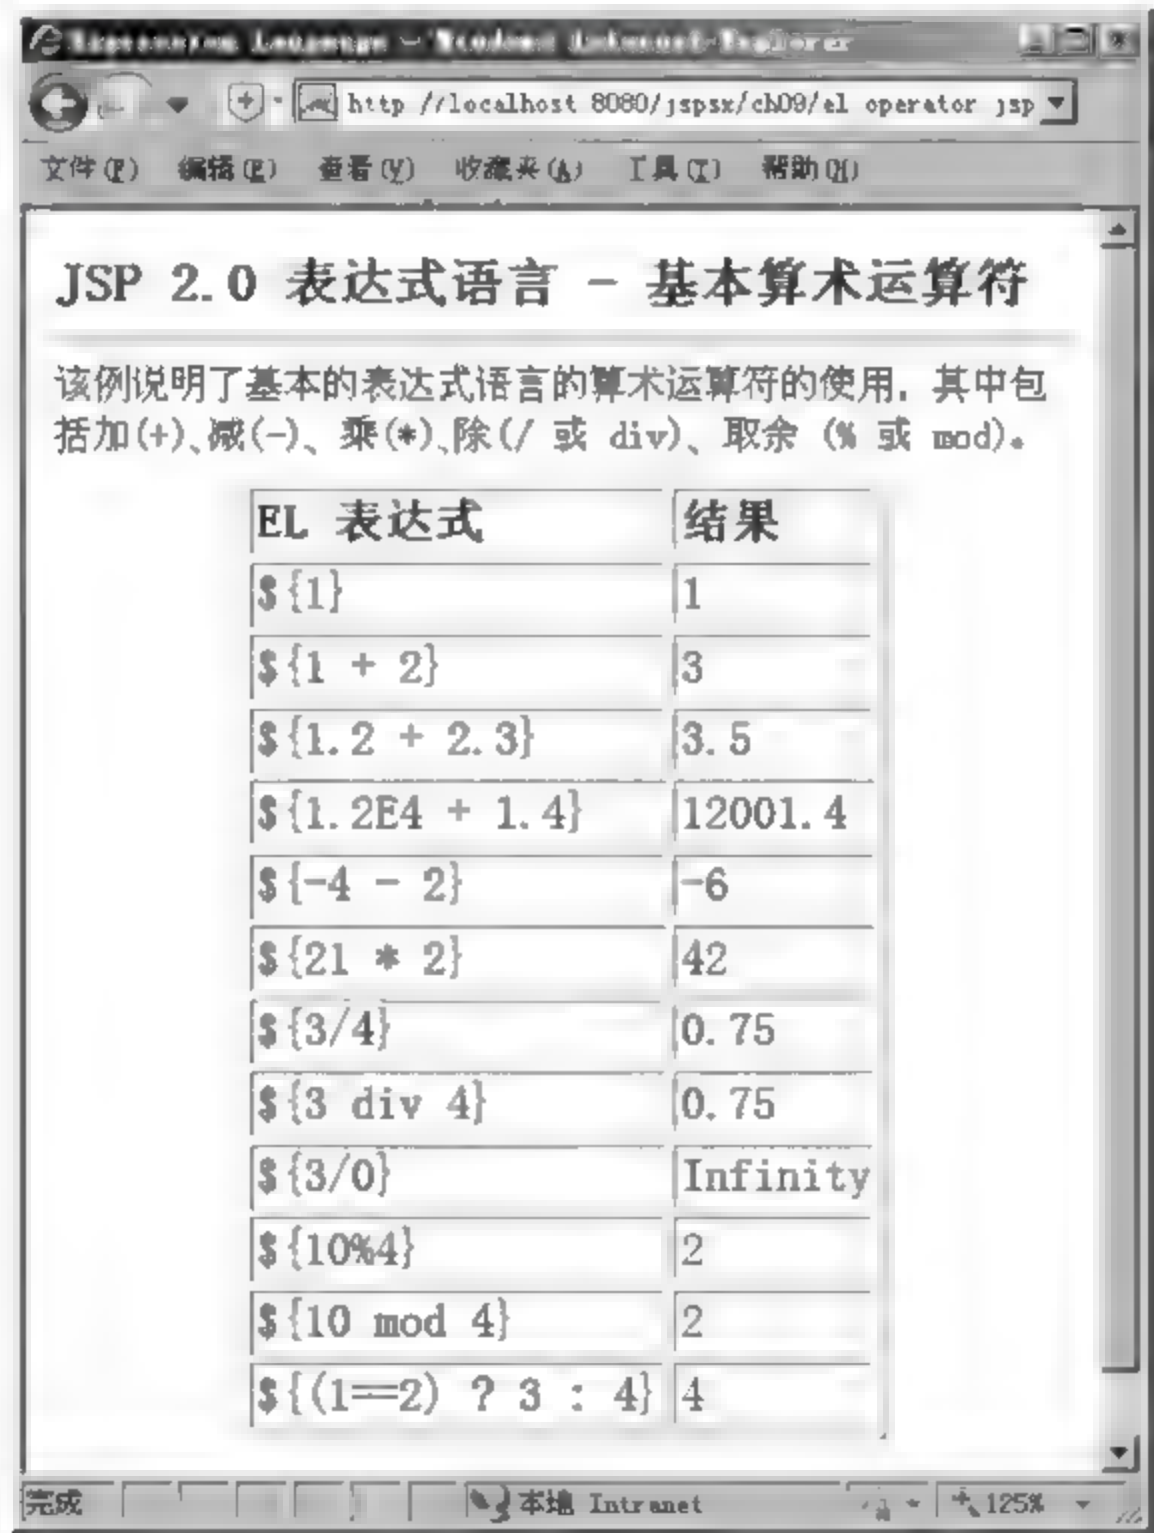 Expression Language - Windows Internet Explorer
http //localhost 8080/jspsx/ch09/el operator jsp
文件(F) 编辑(E) 查看(V) 收藏夹(A) 工具(T) 帮助(H)
JSP 2.0 表达式语言 - 基本算术运算符
该例说明了基本的表达式语言的算术运算符的使用，其中包
括加(+)、减(-)、乘(*)、除(/ 或 div)、取余 (% 或 mod)。
EL 表达式 结果
${1} 1
${1 + 2} 3
${1.2 + 2.3} 3.5
${1.2E4 + 1.4} 12001.4
${-4 - 2} -6
${21 * 2} 42
${3/4} 0.75
${3 div 4} 0.75
${3/0} Infinity
${10%4} 2
${10 mod 4} 2
${(1==2) ? 3 : 4} 4
完成 本地 Intranet 125%